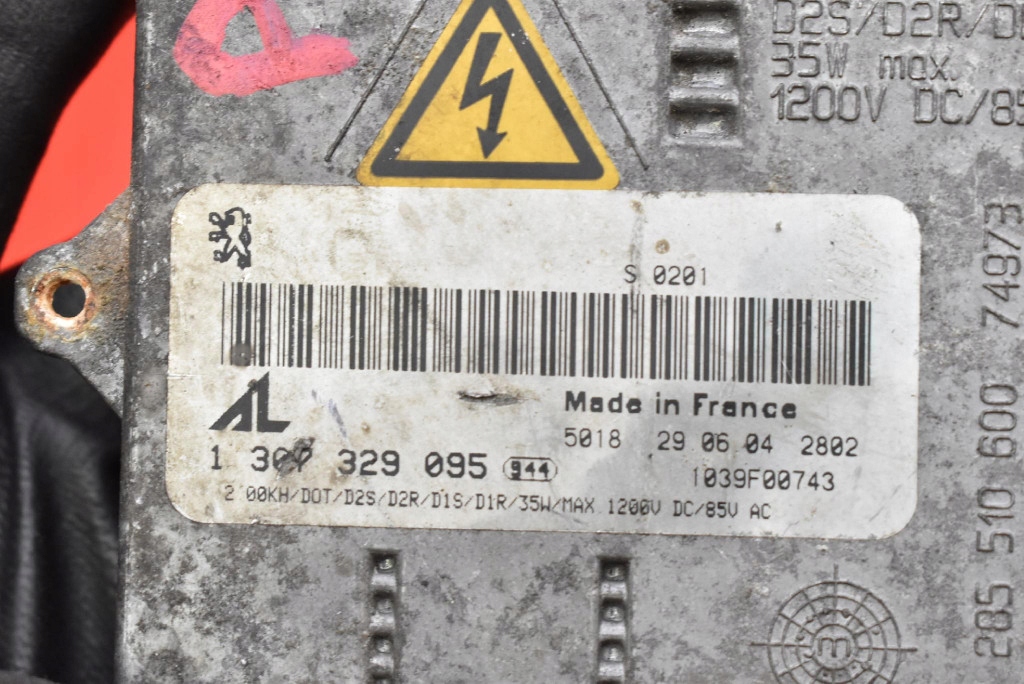 D2S/D2R/
35W max.
1200V DC/85
S 0201
AL
Made in France
5018 29 06 04 2802
1 307 329 095 944
1039F00743
2 00KH/DOT/D2S/D2R/D1S/D1R/35W/MAX 1200V DC/85V AC
285 510 600 74973
m